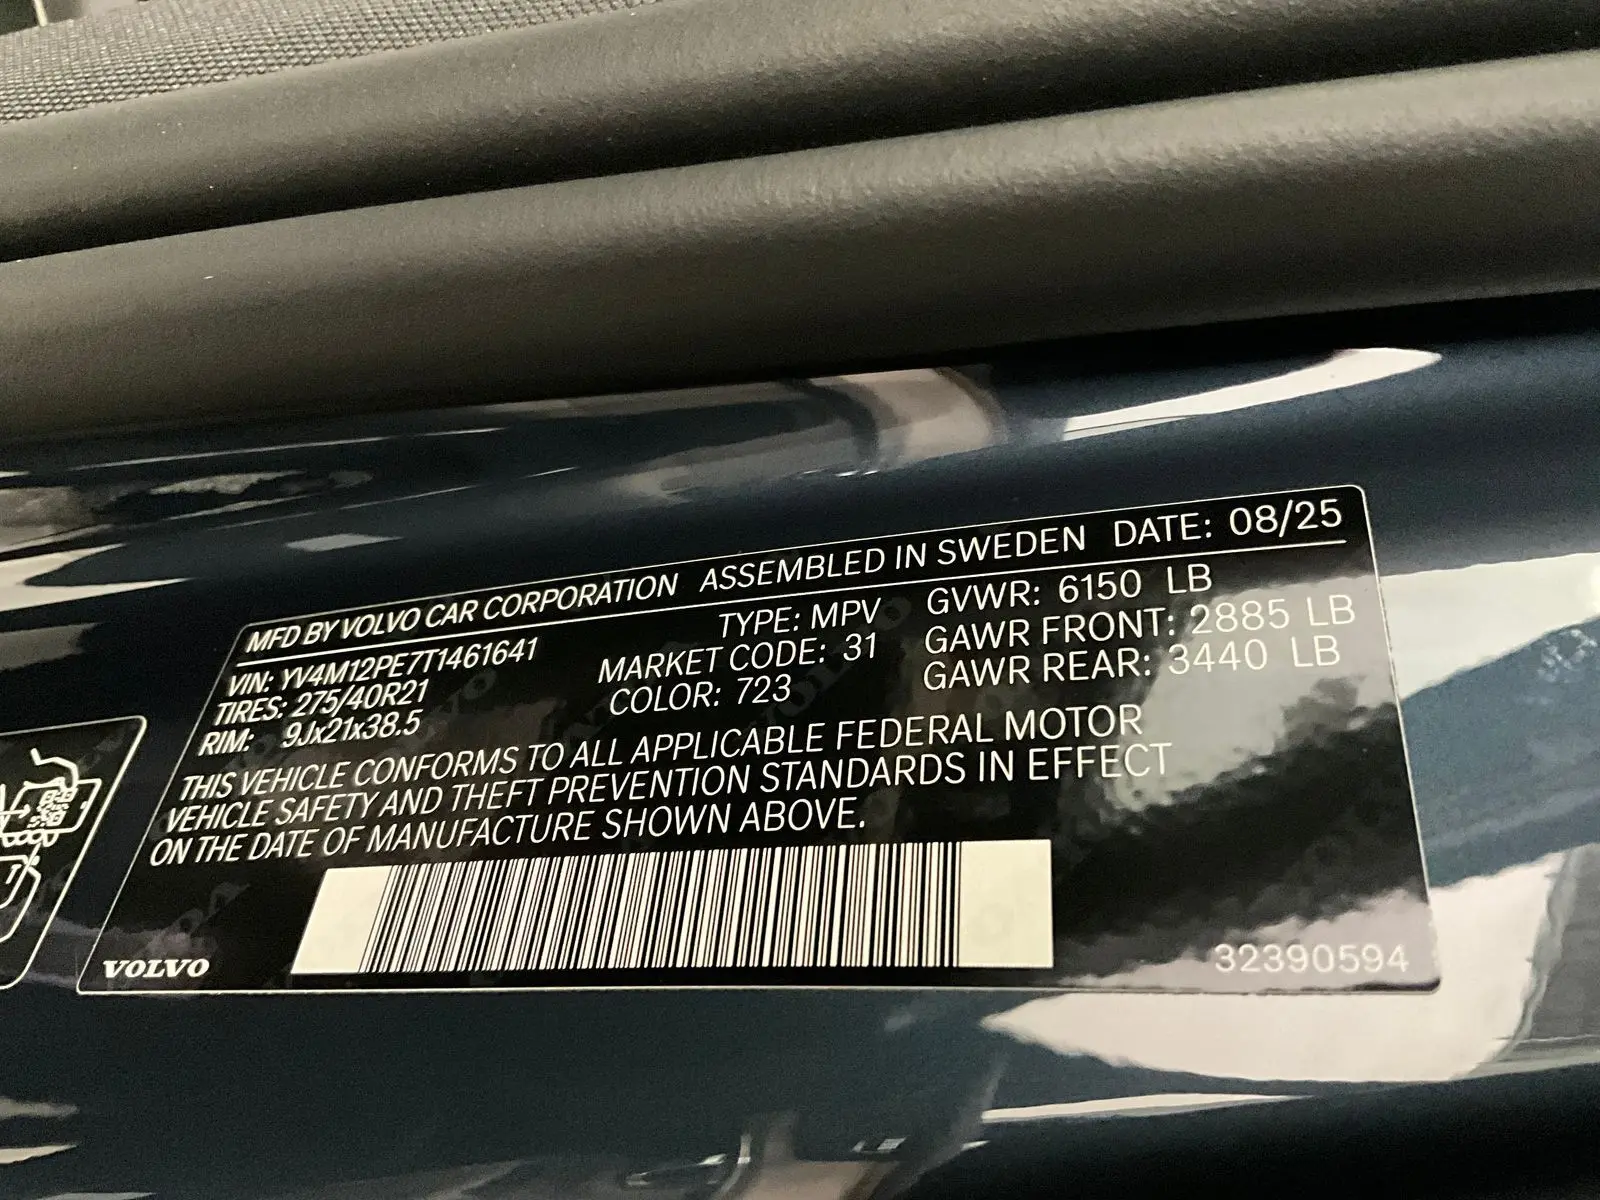 MFD BY VOLVO CAR CORPORATION ASSEMBLED IN SWEDEN DATE: 08/25
VIN: YV4M12PE7T1461641 TYPE: MPV GVWR: 6150 LB
TIRES: 275/40R21 MARKET CODE: 31 GAWR FRONT: 2885 LB
RIM: 9Jx21x38.5 COLOR: 723 GAWR REAR: 3440 LB
THIS VEHICLE CONFORMS TO ALL APPLICABLE FEDERAL MOTOR
VEHICLE SAFETY AND THEFT PREVENTION STANDARDS IN EFFECT
ON THE DATE OF MANUFACTURE SHOWN ABOVE.
VOLVO 32390594